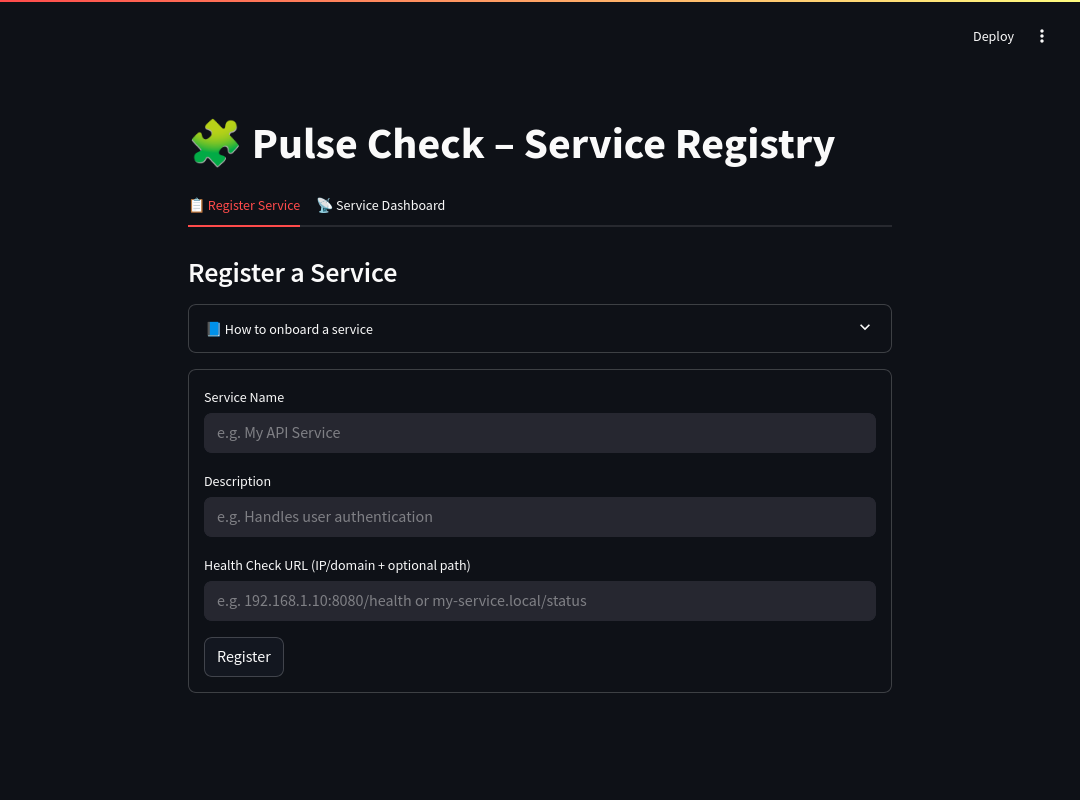 Deploy
🧩 Pulse Check – Service Registry
📋 Register Service 📡 Service Dashboard
Register a Service
📘 How to onboard a service
Service Name
e.g. My API Service
Description
e.g. Handles user authentication
Health Check URL (IP/domain + optional path)
e.g. 192.168.1.10:8080/health or my-service.local/status
Register